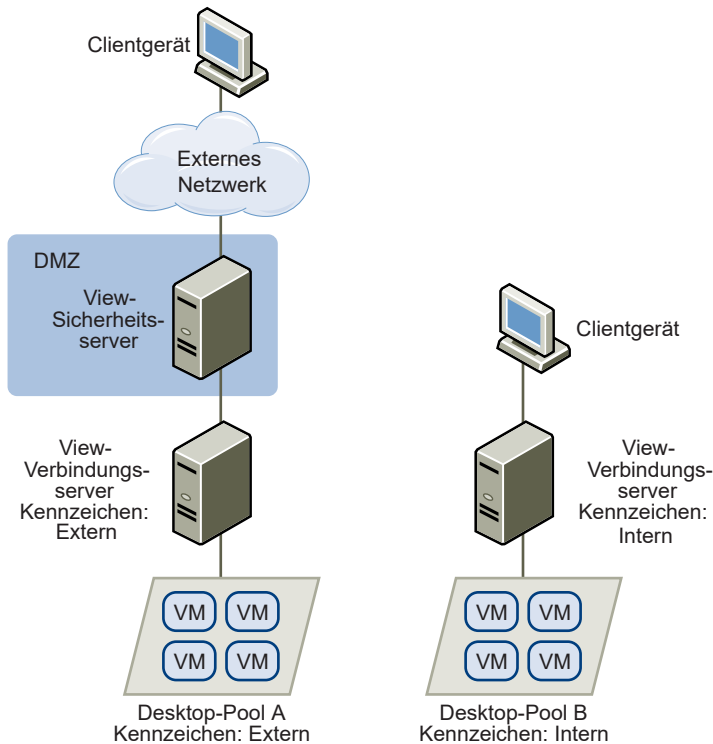 Clientgerät
Externes
Netzwerk
DMZ
View-
Sicherheits-
server
View-
Verbindungs-
server
Kennzeichen:
Extern
VM VM
VM VM
Desktop-Pool A
Kennzeichen: Extern
Clientgerät
View-
Verbindungs-
server
Kennzeichen:
Intern
VM VM
VM VM
Desktop-Pool B
Kennzeichen: Intern